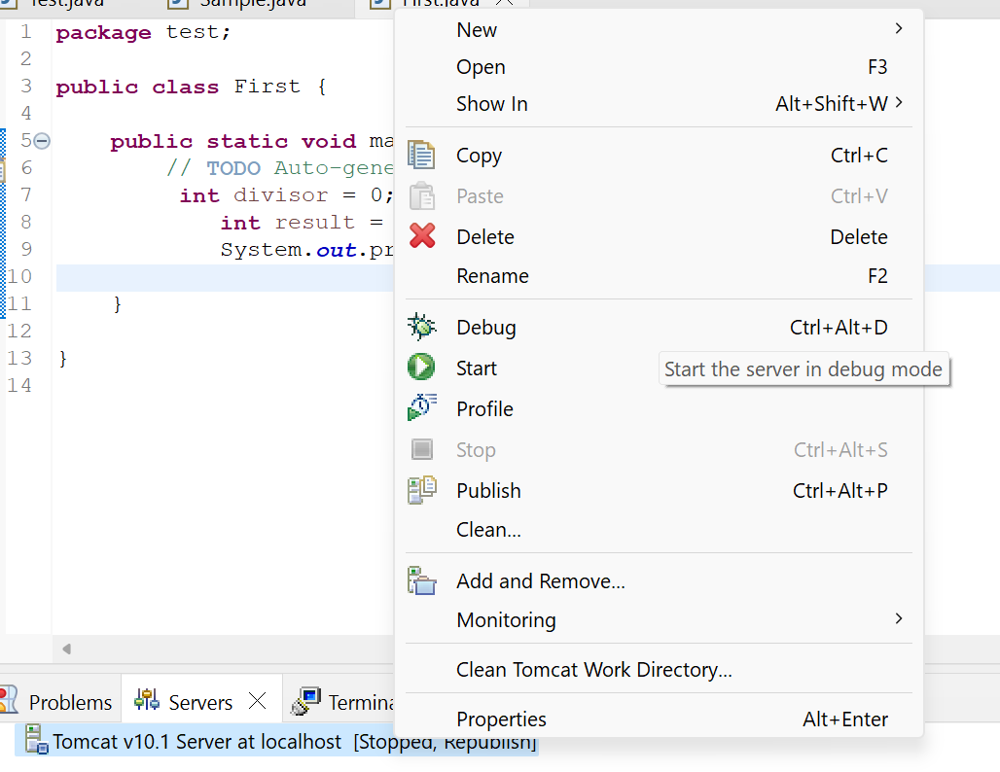 Test.java Sample.java First.java
1 package test;
2
3 public class First {
4
5 public static void ma
6 // TODO Auto-gene
7 int divisor = 0;
8 int result =
9 System.out.pr
10
11 }
12
13 }
14
New
Open F3
Show In Alt+Shift+W
Copy Ctrl+C
Paste Ctrl+V
Delete Delete
Rename F2
Debug Ctrl+Alt+D
Start
Start the server in debug mode
Profile
Stop Ctrl+Alt+S
Publish Ctrl+Alt+P
Clean...
Add and Remove...
Monitoring
Clean Tomcat Work Directory...
Properties Alt+Enter
Problems Servers Termina
Tomcat v10.1 Server at localhost [Stopped, Republish]